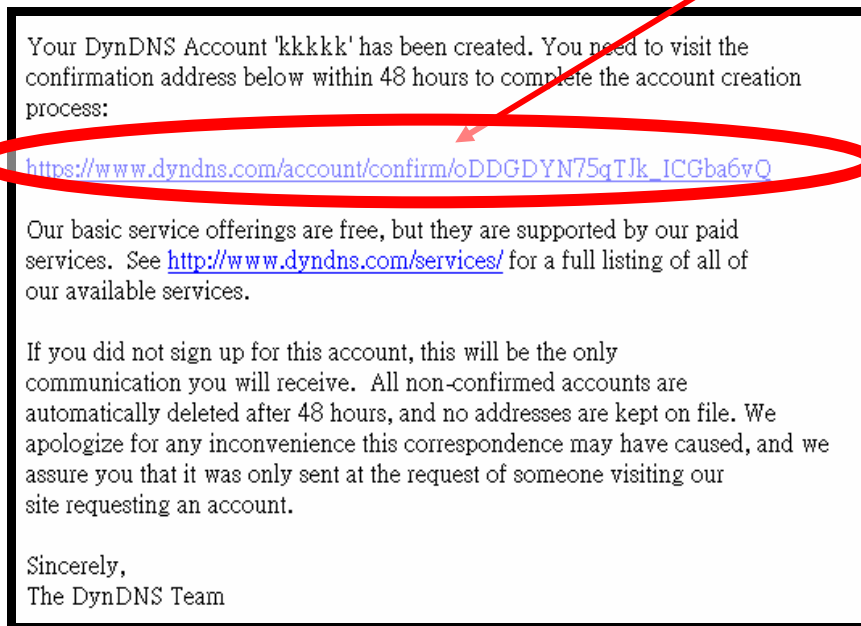 Your DynDNS Account 'kkkkk' has been created. You need to visit the
confirmation address below within 48 hours to complete the account creation
process:
https://www.dyndns.com/account/confirm/oDDGDYN75qTJk_ICGba6vQ
Our basic service offerings are free, but they are supported by our paid
services.  See http://www.dyndns.com/services/ for a full listing of all of
our available services.
If you did not sign up for this account, this will be the only
communication you will receive.  All non-confirmed accounts are
automatically deleted after 48 hours, and no addresses are kept on file. We
apologize for any inconvenience this correspondence may have caused, and we
assure you that it was only sent at the request of someone visiting our
site requesting an account.
Sincerely,
The DynDNS Team